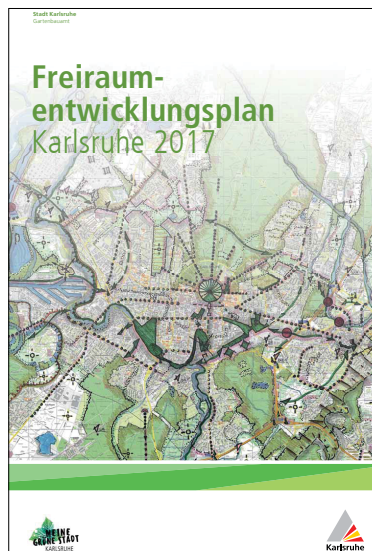 Stadt Karlsruhe
Gartenbauamt
Freiraum-
entwicklungsplan
Karlsruhe 2017
MEINE
GRÜNE STADT
KARLSRUHE
Karlsruhe